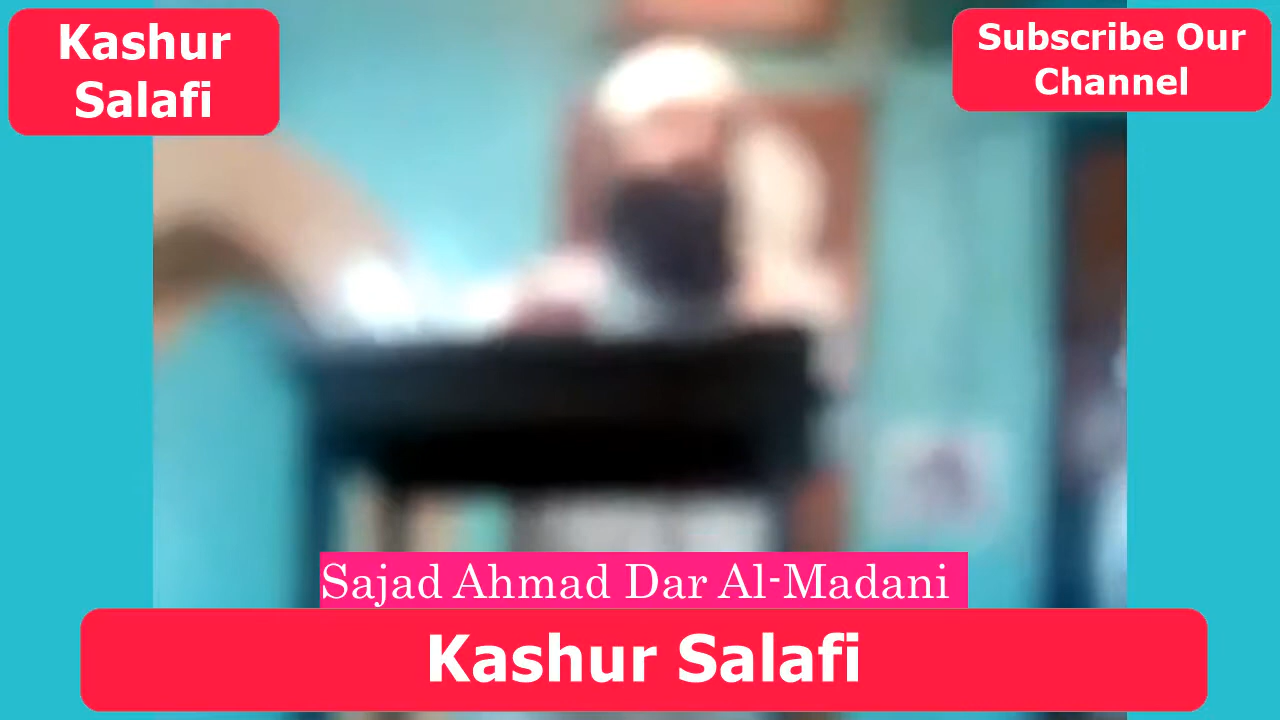 Kashur
Salafi
Subscribe Our
Channel
Sajad Ahmad Dar Al-Madani
Kashur Salafi